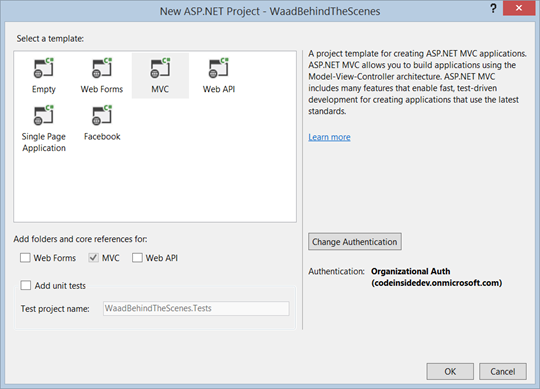 New ASP.NET Project - WaadBehindTheScenes
?
Select a template:
Empty
Web Forms
MVC
Web API
Single Page
Application
Facebook
A project template for creating ASP.NET MVC applications.
ASP.NET MVC allows you to build applications using the
Model-View-Controller architecture. ASP.NET MVC
includes many features that enable fast, test-driven
development for creating applications that use the latest
standards.
Learn more
Change Authentication
Authentication: Organizational Auth
(codeinsidedev.onmicrosoft.com)
Add folders and core references for:
Web Forms MVC Web API
Add unit tests
Test project name: WaadBehindTheScenes.Tests
OK Cancel